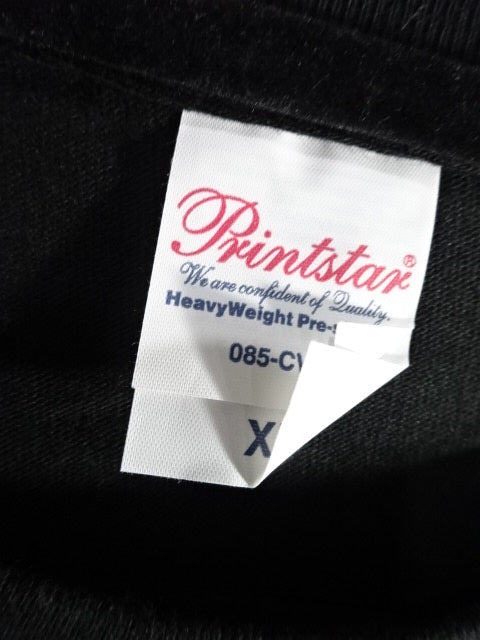 Printstar®
We are confident of Quality.
HeavyWeight Pre-
085-CV
X